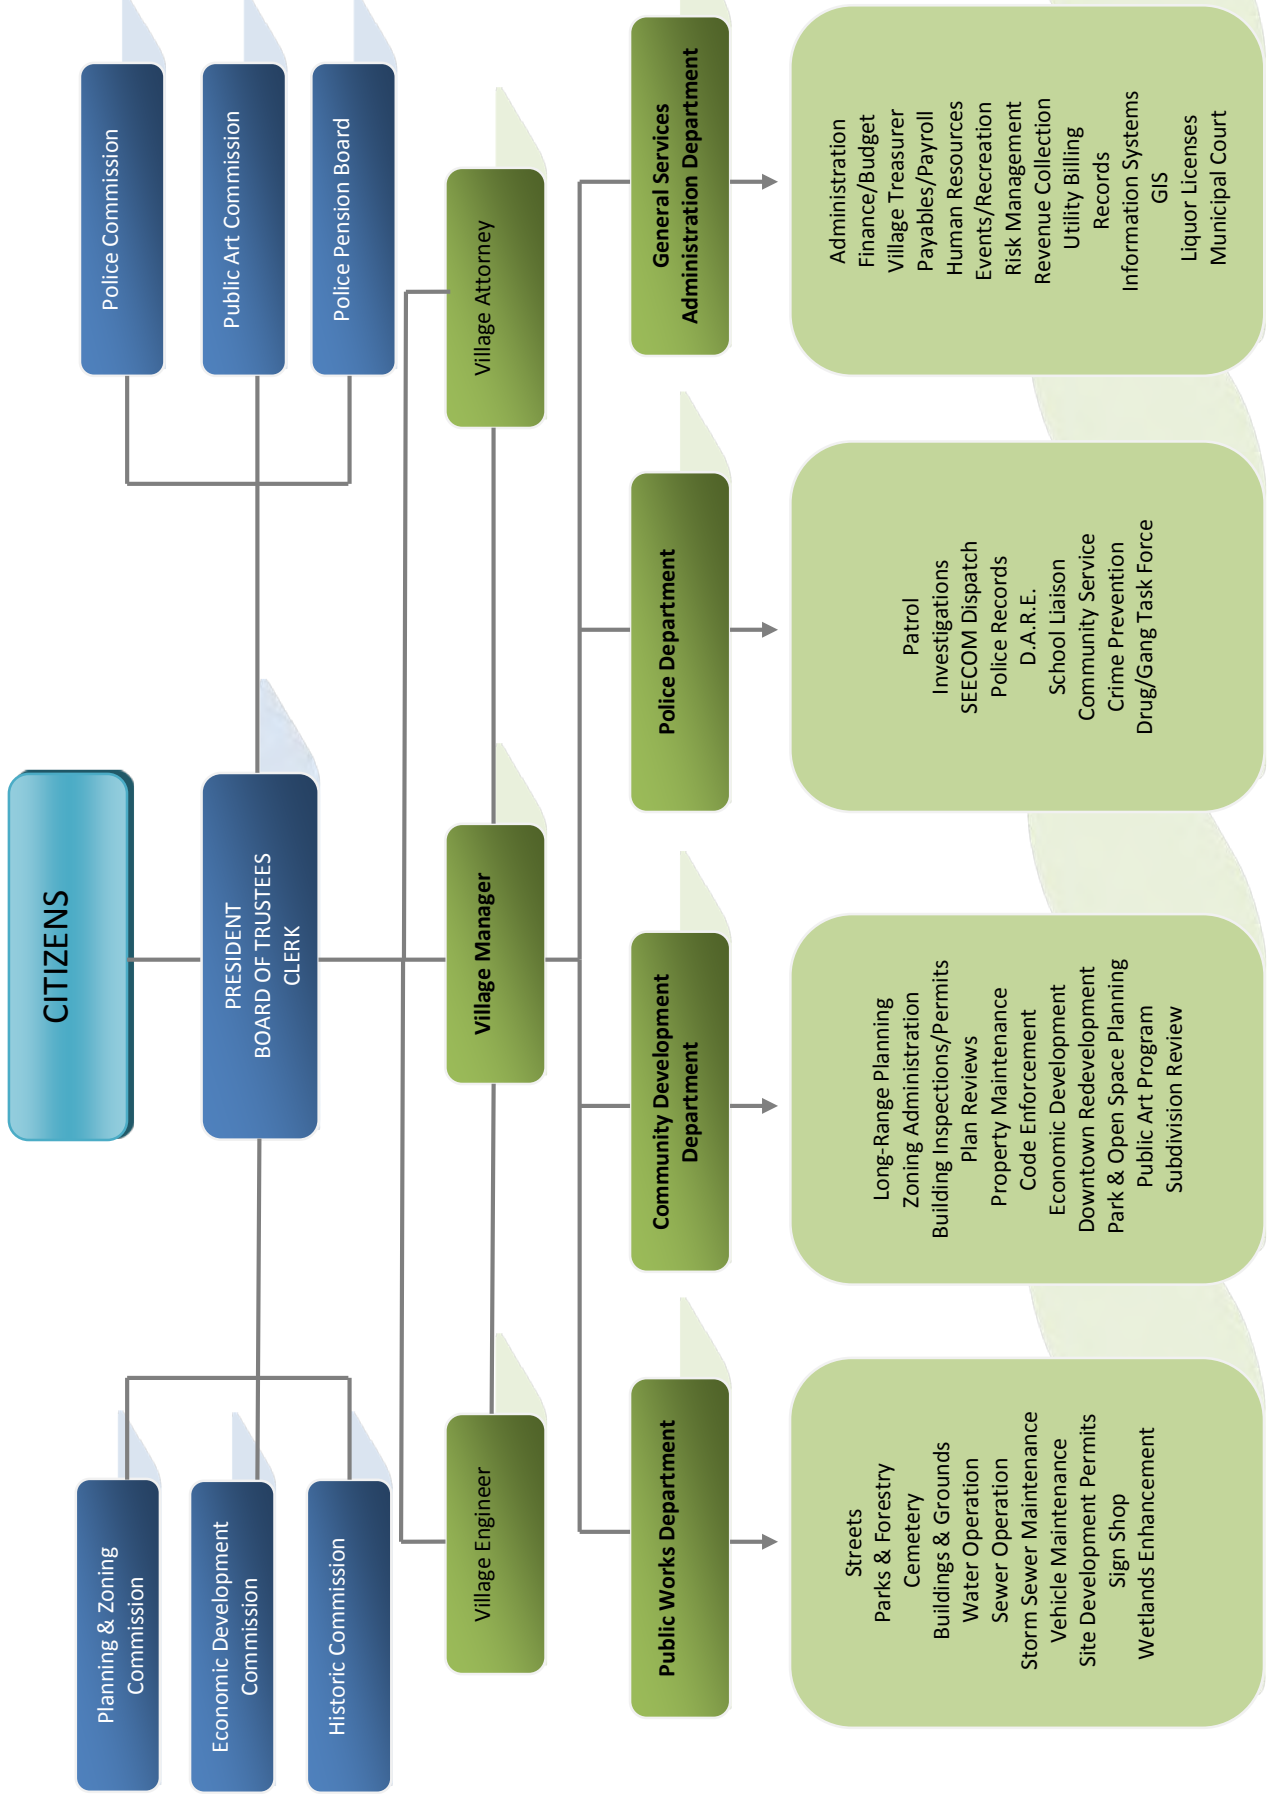 CITIZENS
PRESIDENT
BOARD OF TRUSTEES
CLERK
Planning & Zoning
Commission
Economic Development
Commission
Historic Commission
Police Commission
Public Art Commission
Police Pension Board
Village Engineer
Village Manager
Village Attorney
Public Works Department
Community Development
Department
Police Department
General Services
Administration Department
Streets
Parks & Forestry
Cemetery
Buildings & Grounds
Water Operation
Sewer Operation
Storm Sewer Maintenance
Vehicle Maintenance
Site Development Permits
Sign Shop
Wetlands Enhancement
Long-Range Planning
Zoning Administration
Building Inspections/Permits
Plan Reviews
Property Maintenance
Code Enforcement
Economic Development
Downtown Redevelopment
Park & Open Space Planning
Public Art Program
Subdivision Review
Patrol
Investigations
SEECOM Dispatch
Police Records
D.A.R.E.
School Liaison
Community Service
Crime Prevention
Drug/Gang Task Force
Administration
Finance/Budget
Village Treasurer
Payables/Payroll
Human Resources
Events/Recreation
Risk Management
Revenue Collection
Utility Billing
Records
Information Systems
GIS
Liquor Licenses
Municipal Court